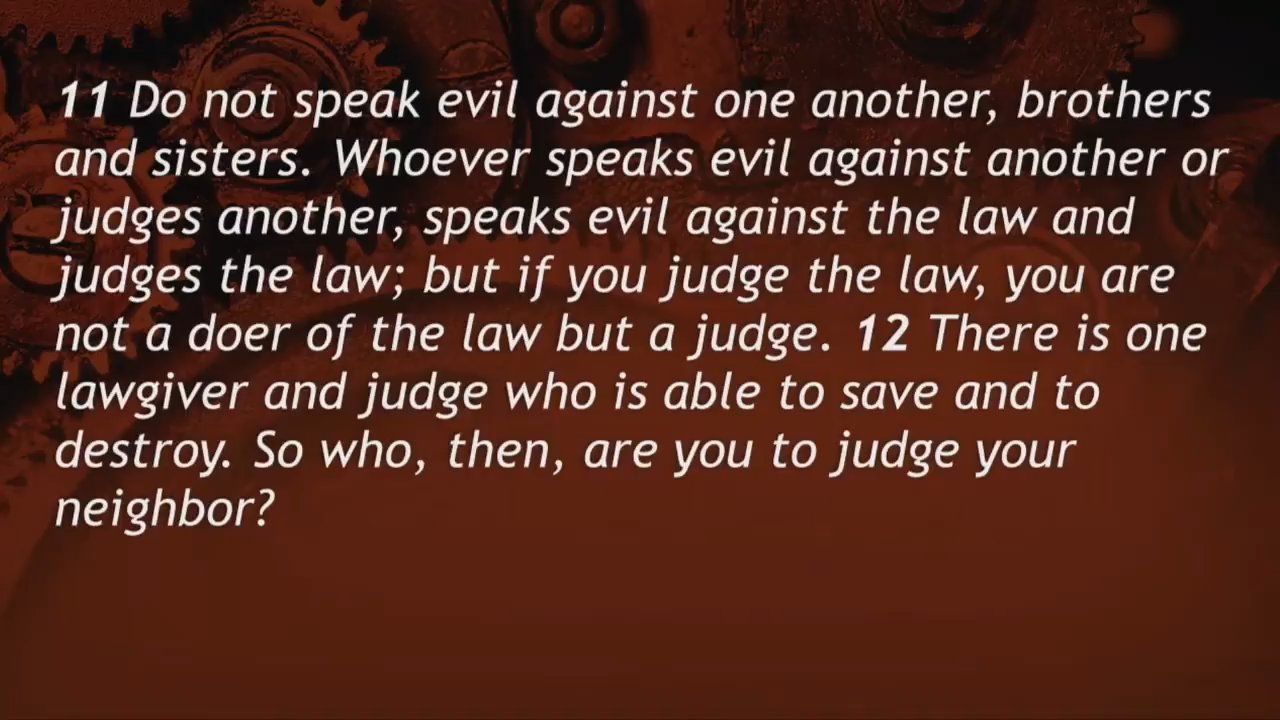 11 Do not speak evil against one another, brothers
and sisters. Whoever speaks evil against another or
judges another, speaks evil against the law and
judges the law; but if you judge the law, you are
not a doer of the law but a judge. 12 There is one
lawgiver and judge who is able to save and to
destroy. So who, then, are you to judge your
neighbor?